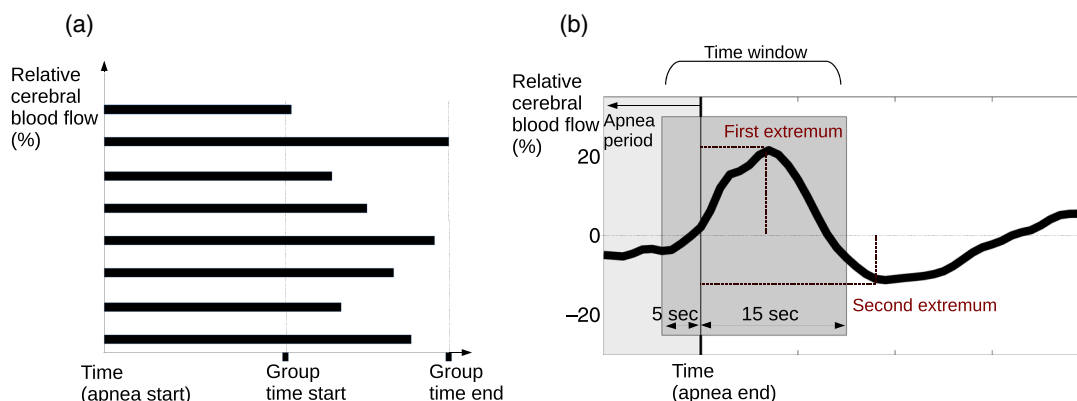 (a)
Relative
cerebral
blood flow
(%)
Time
(apnea start)
Group
time start
Group
time end
(b)
Time window
Relative
cerebral
blood flow
(%)
Apnea
period
First extremum
20
0
–20
5 sec
15 sec
Second extremum
Time
(apnea end)